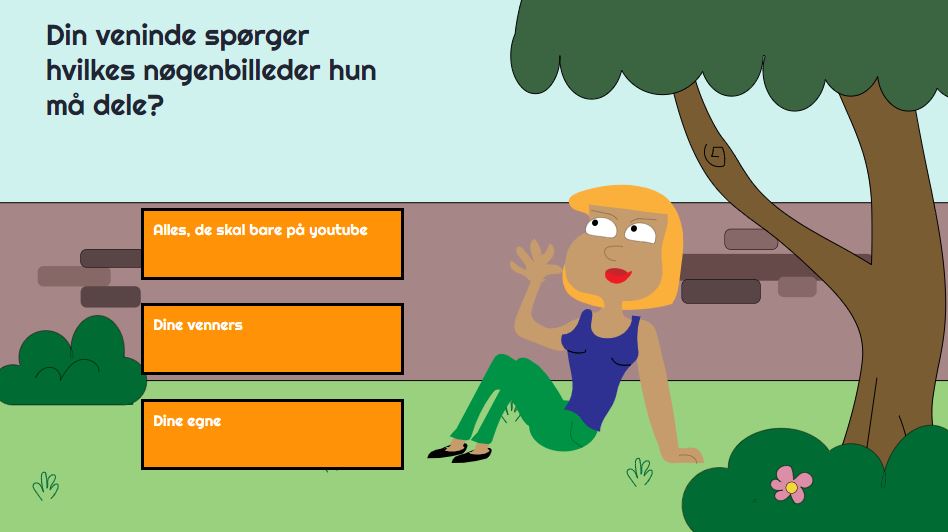 Din veninde spørger
hvilkes nøgenbilleder hun
må dele?
Alles, de skal bare på youtube
Dine venners
Dine egne